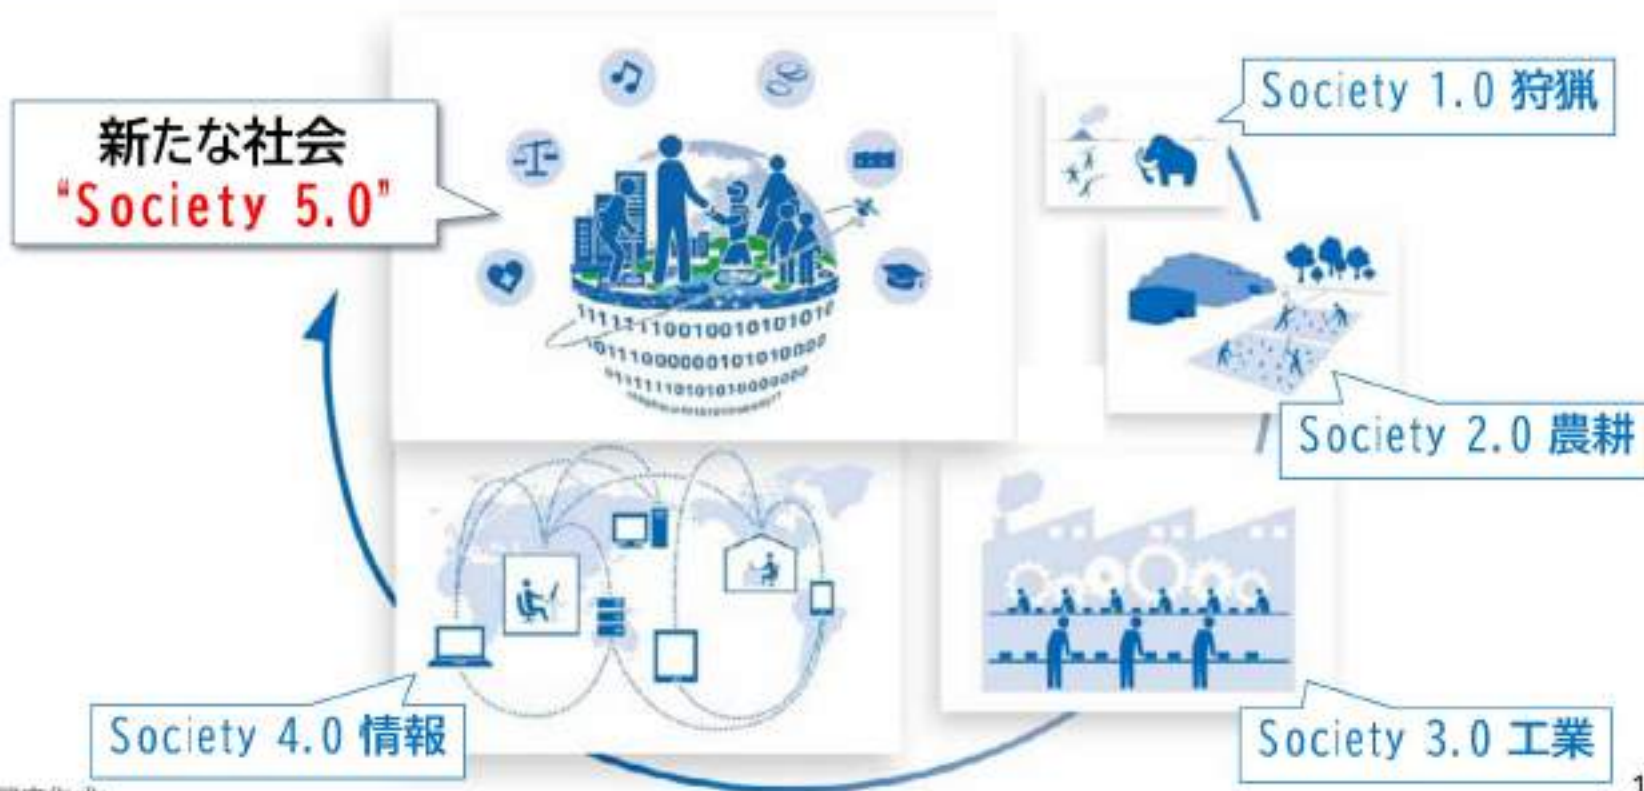 新たな社会
“Society 5.0”
Society 1.0 狩猟
Society 2.0 農耕
Society 3.0 工業
Society 4.0 情報
1111111001001010101010